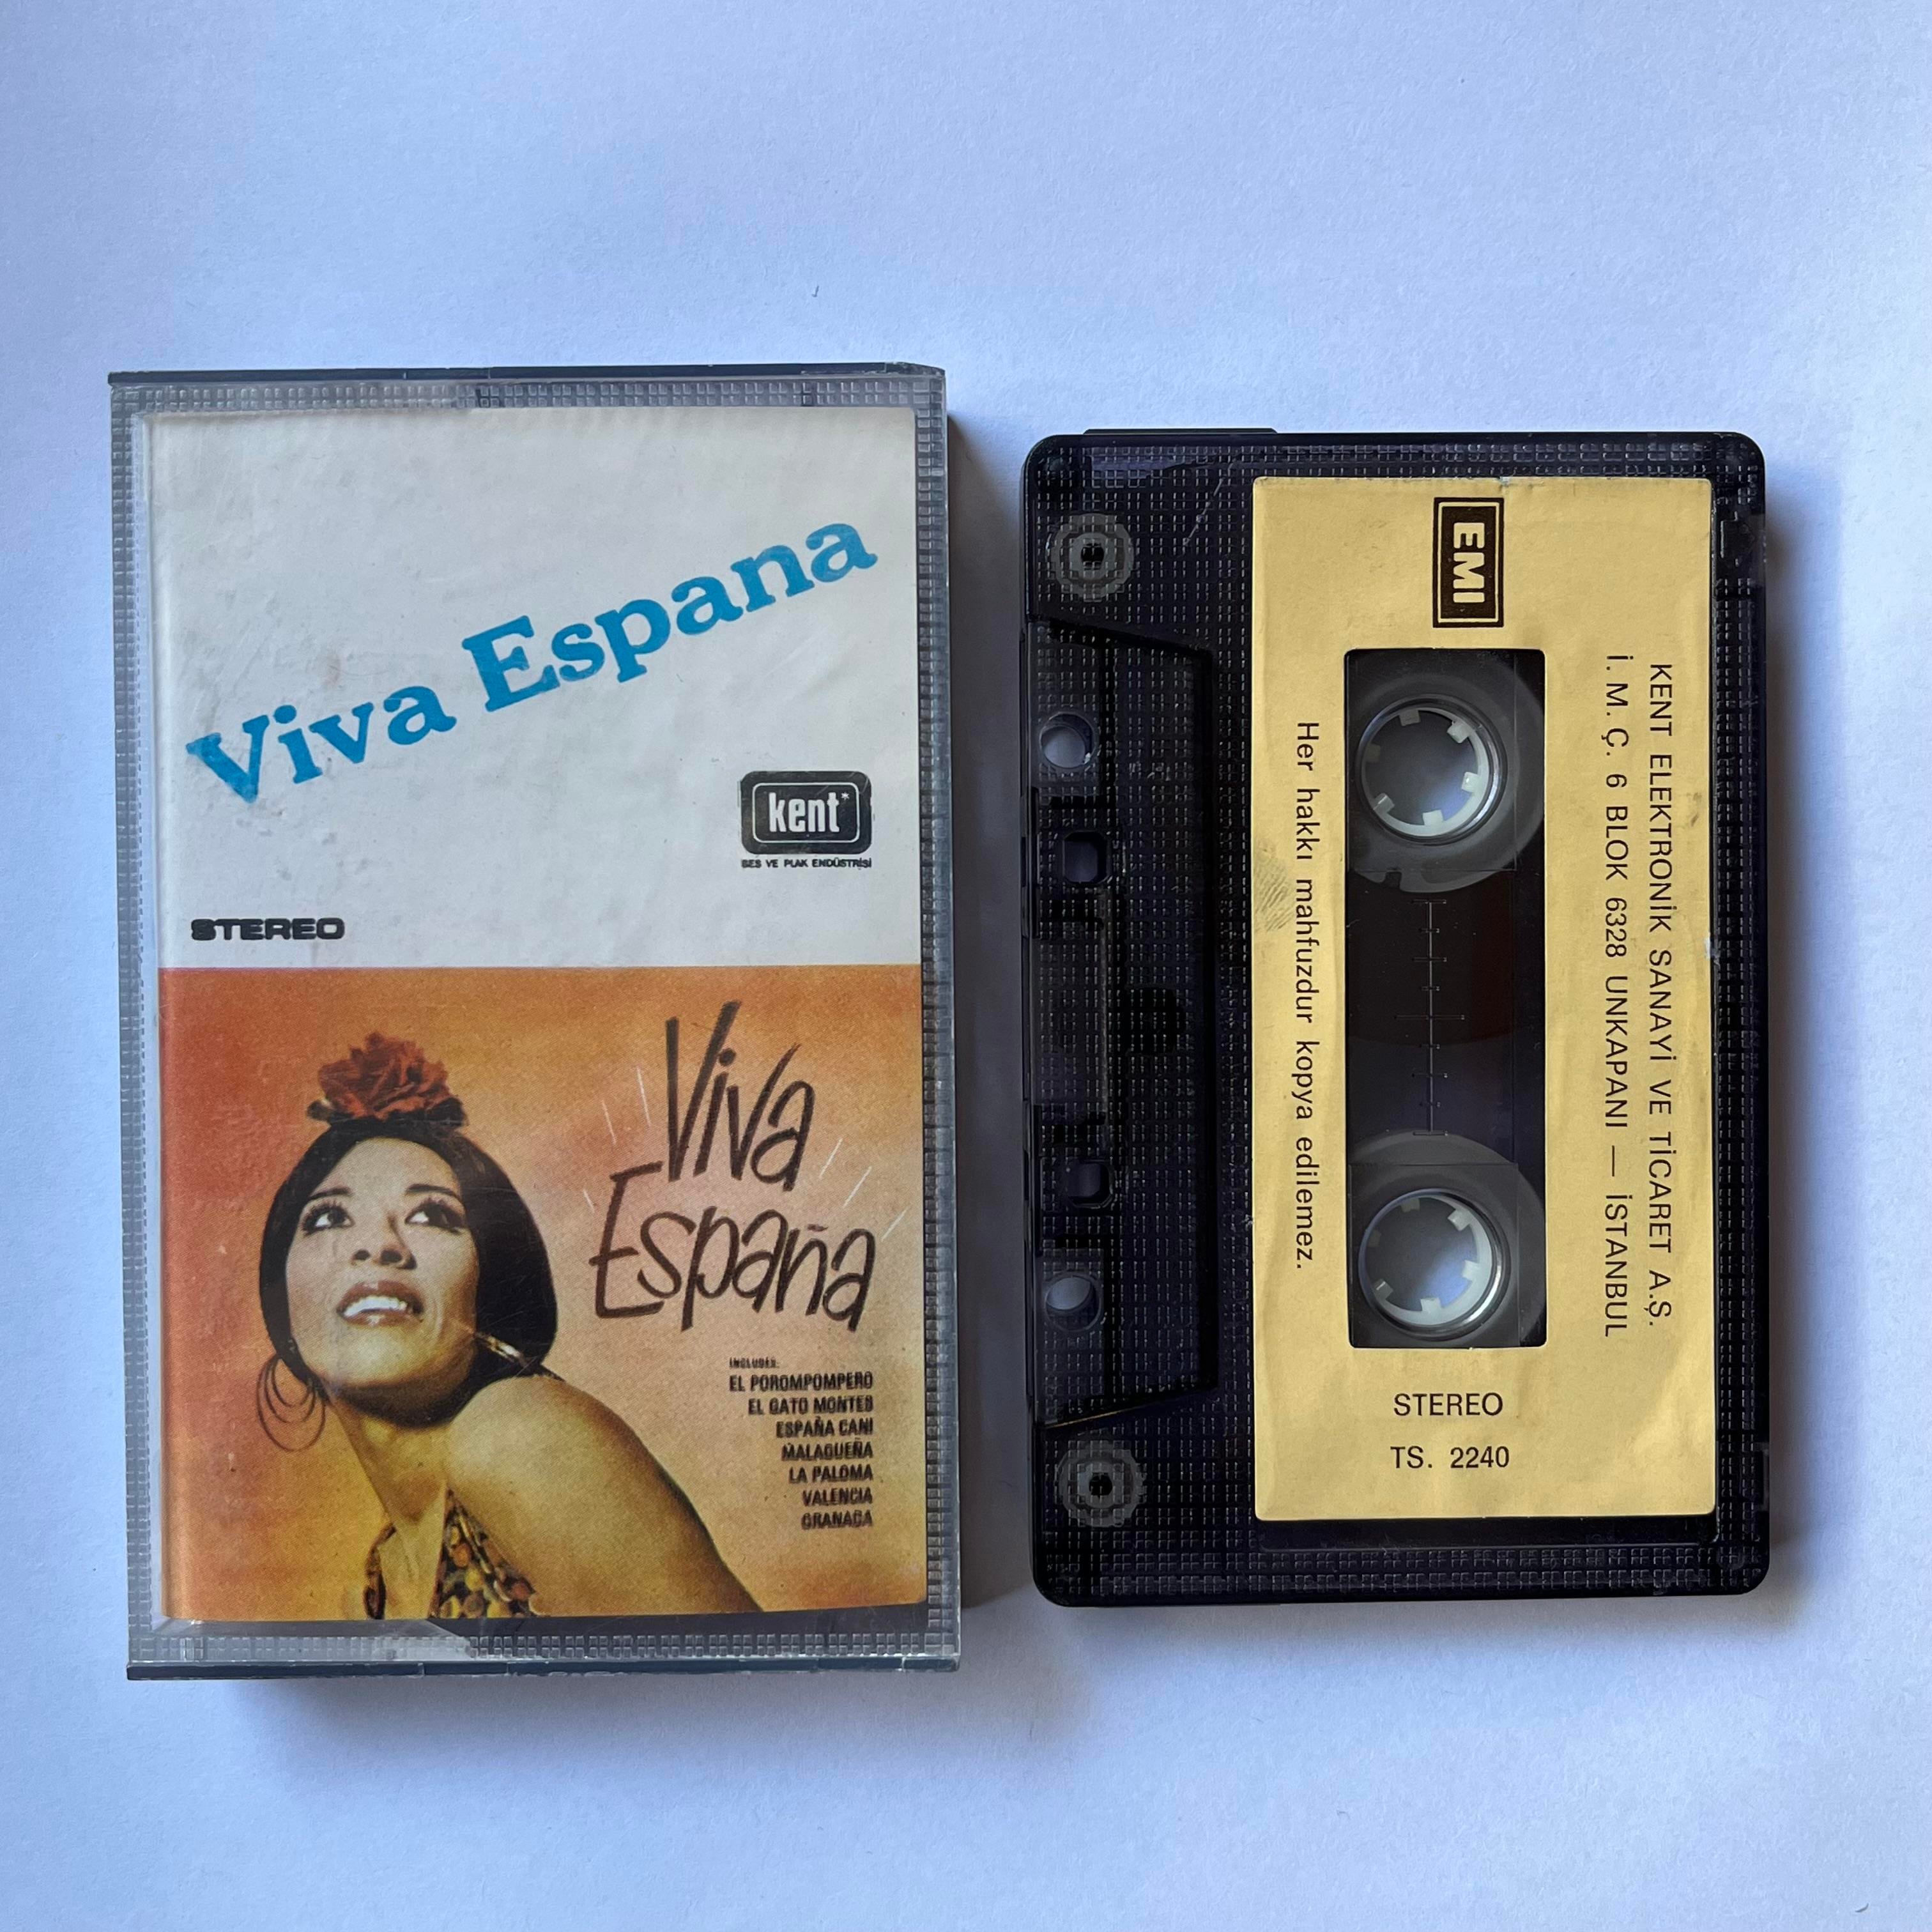 Viva Espana
kent*
SES VE PLAK ENDÜSTRİSİ
STEREO
Viva
España
INCLUDES:
EL POROMPOMPERO
EL GATO MONTES
ESPAÑA CANI
MALAGUEÑA
LA PALOMA
VALENCIA
GRANADA
EMI
KENT ELEKTRONİK SANAYİ VE TİCARET A.Ş.
İ. M. Ç. 6 BLOK 6328 UNKAPANI — İSTANBUL
Her hakkı mahfuzdur kopya edilemez.
STEREO
TS. 2240